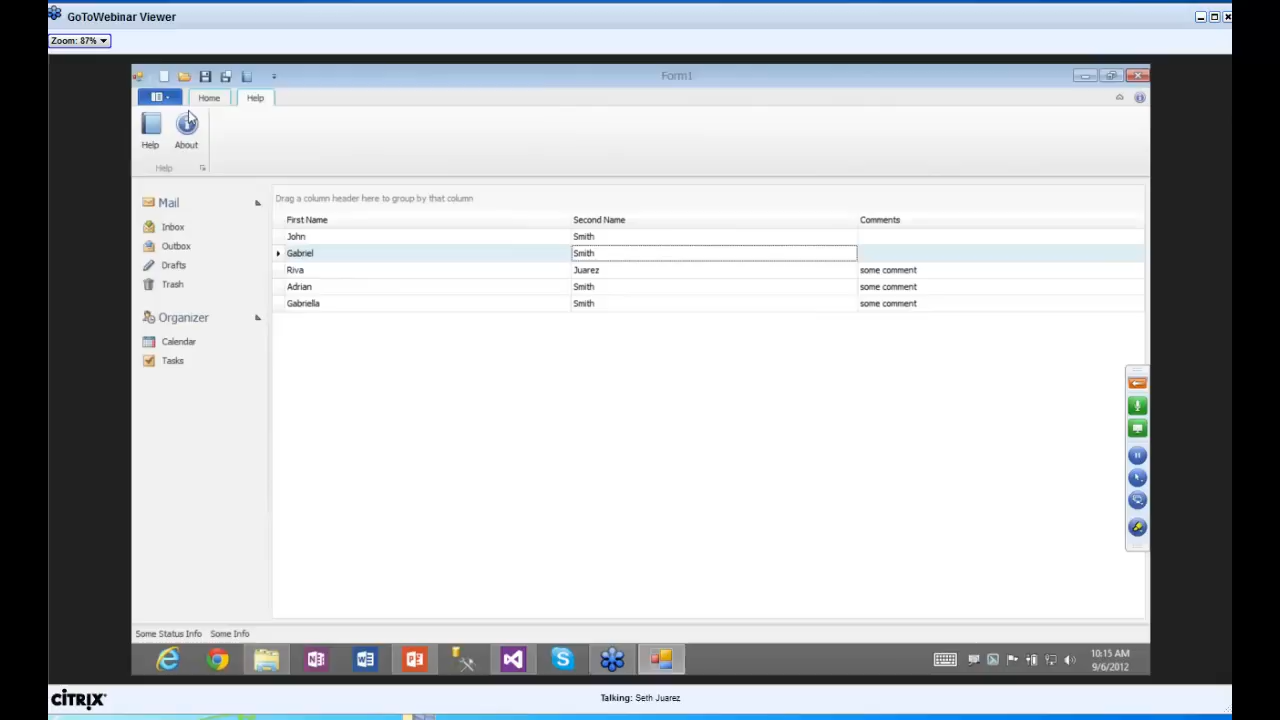 GoToWebinar Viewer
Zoom: 87%
Form1
Home
Help
Help
About
Help
Mail
Inbox
Outbox
Drafts
Trash
Organizer
Calendar
Tasks
Drag a column header here to group by that column
First Name Second Name Comments
John Smith
Gabriel Smith
Riva Juarez some comment
Adrian Smith some comment
Gabriella Smith some comment
Some Status Info Some Info
10:15 AM
9/6/2012
CITRIX
Talking: Seth Juarez